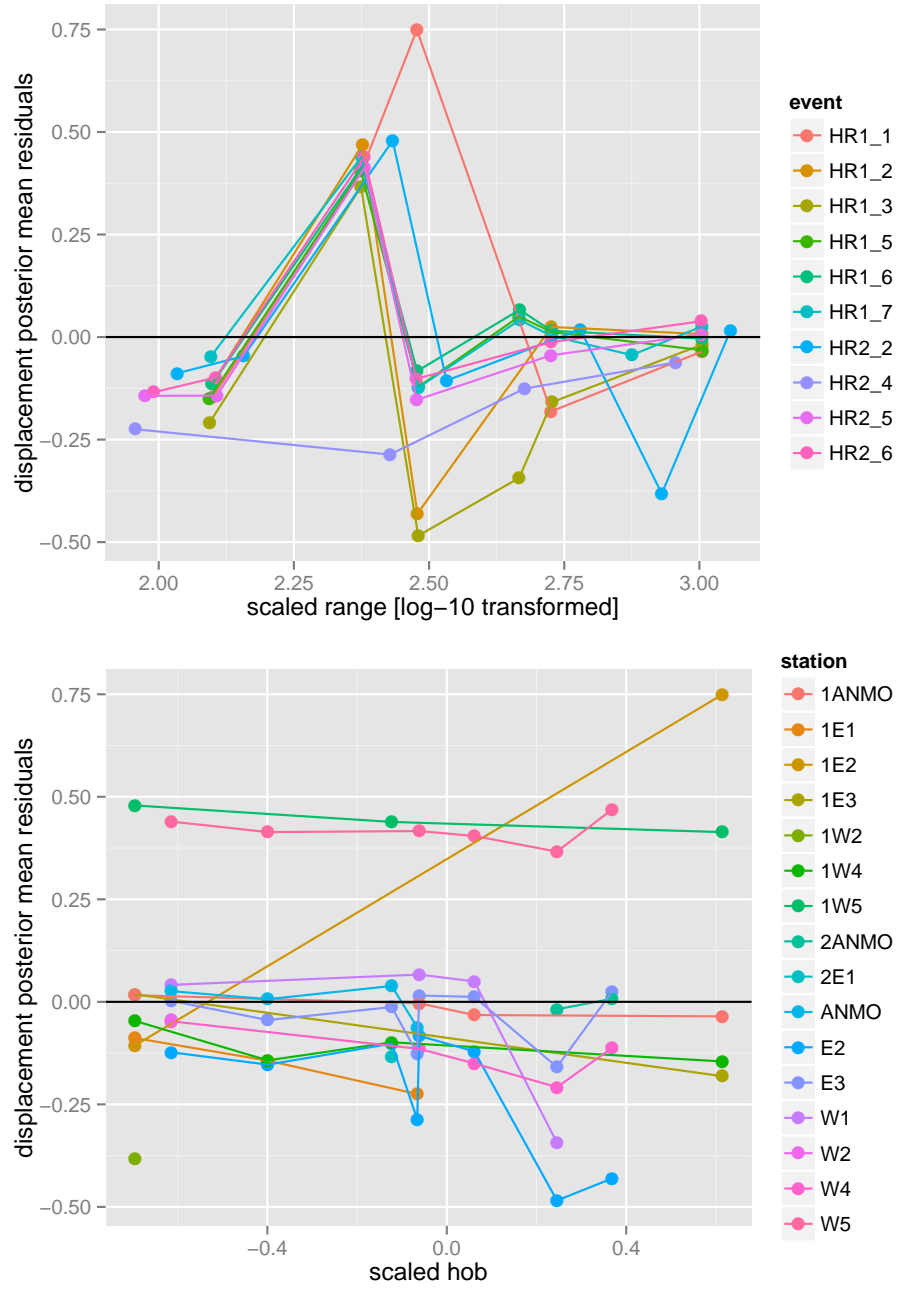 displacement posterior mean residuals
0.75
0.50
0.25
0.00
−0.25
−0.50
2.00 2.25 2.50 2.75 3.00
scaled range [log−10 transformed]
event
HR1_1
HR1_2
HR1_3
HR1_5
HR1_6
HR1_7
HR2_2
HR2_4
HR2_5
HR2_6
displacement posterior mean residuals
0.75
0.50
0.25
0.00
−0.25
−0.50
−0.4 0.0 0.4
scaled hob
station
1ANMO
1E1
1E2
1E3
1W2
1W4
1W5
2ANMO
2E1
ANMO
E2
E3
W1
W2
W4
W5